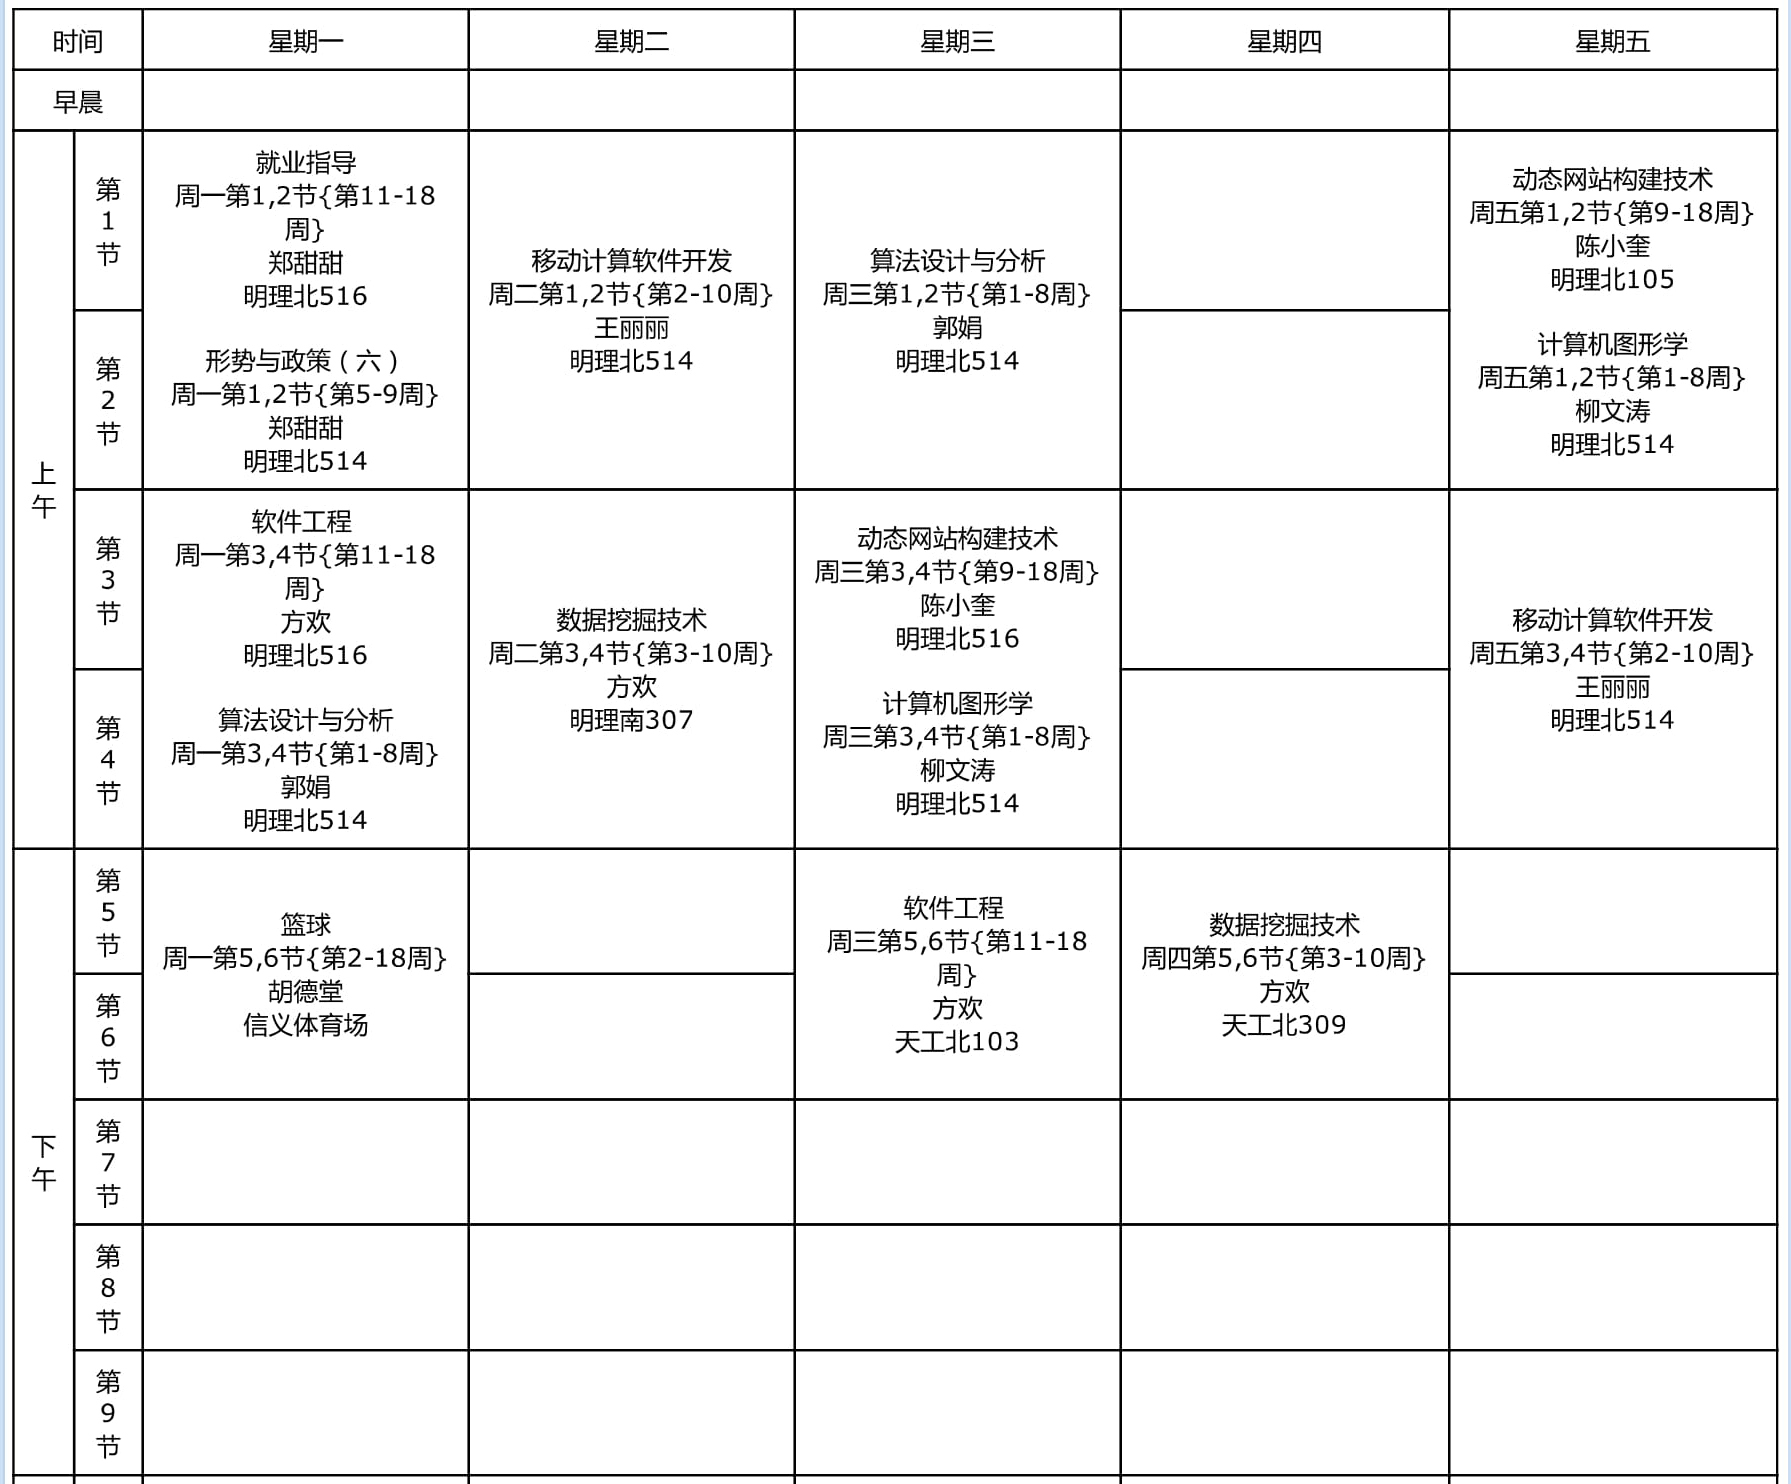 时间
星期一
星期二
星期三
星期四
星期五
早晨
上
午
第
1
节
就业指导
周一第1,2节{第11-18
周}
郑甜甜
明理北516
形势与政策（六）
周一第1,2节{第5-9周}
郑甜甜
明理北514
移动计算软件开发
周二第1,2节{第2-10周}
王丽丽
明理北514
算法设计与分析
周三第1,2节{第1-8周}
郭娟
明理北514
动态网站构建技术
周五第1,2节{第9-18周}
陈小奎
明理北105
计算机图形学
周五第1,2节{第1-8周}
柳文涛
明理北514
第
2
节
第
3
节
软件工程
周一第3,4节{第11-18
周}
方欢
明理北516
算法设计与分析
周一第3,4节{第1-8周}
郭娟
明理北514
数据挖掘技术
周二第3,4节{第3-10周}
方欢
明理南307
动态网站构建技术
周三第3,4节{第9-18周}
陈小奎
明理北516
计算机图形学
周三第3,4节{第1-8周}
柳文涛
明理北514
移动计算软件开发
周五第3,4节{第2-10周}
王丽丽
明理北514
第
4
节
下
午
第
5
节
篮球
周一第5,6节{第2-18周}
胡德堂
信义体育场
软件工程
周三第5,6节{第11-18
周}
方欢
天工北103
数据挖掘技术
周四第5,6节{第3-10周}
方欢
天工北309
第
6
节
第
7
节
第
8
节
第
9
节